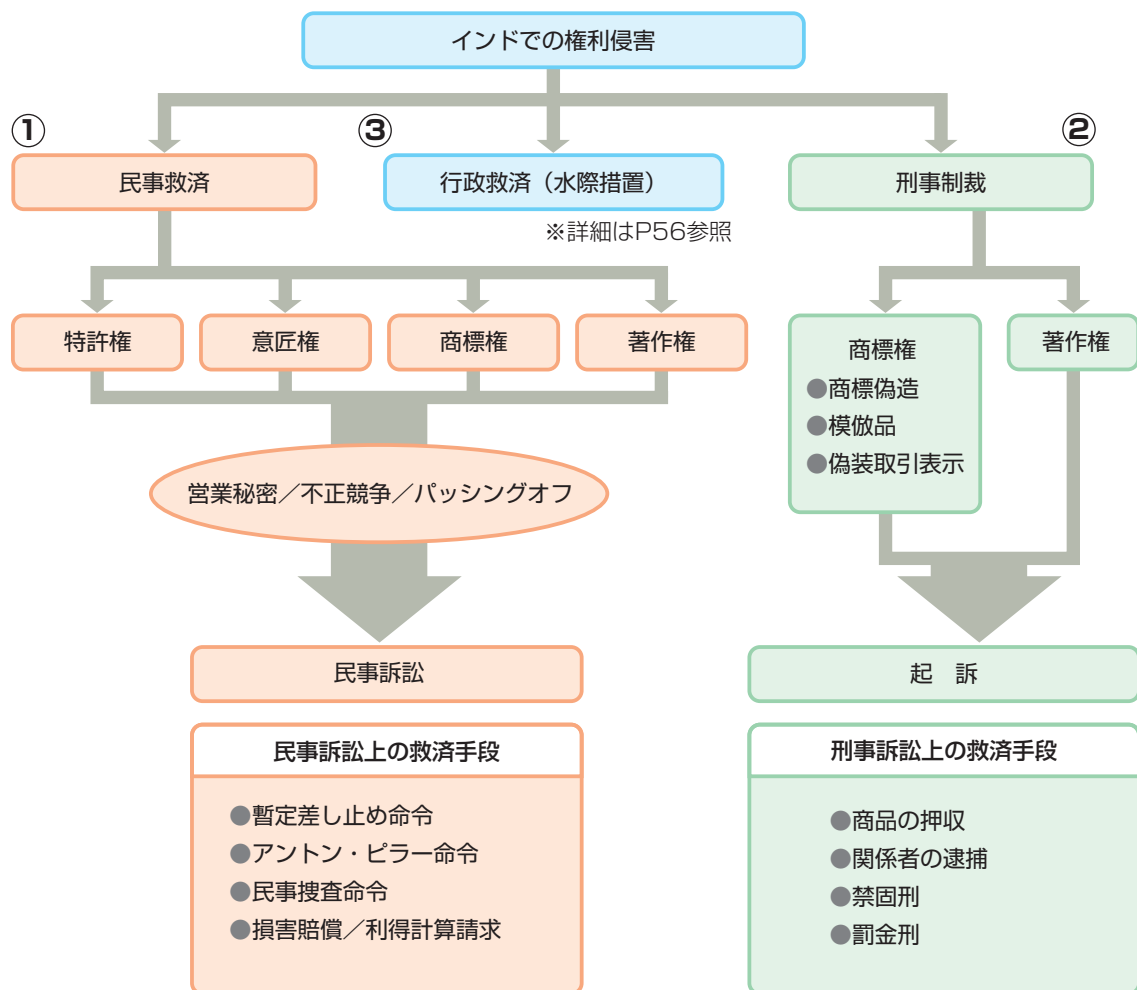 インドでの権利侵害
①
③
②
民事救済
行政救済（水際措置）
刑事制裁
※詳細はP56参照
特許権
意匠権
商標権
著作権
商標権
●商標偽造
●模倣品
●偽装取引表示
著作権
営業秘密／不正競争／パッシングオフ
民事訴訟
起　訴
民事訴訟上の救済手段
●暫定差し止め命令
●アントン・ピラー命令
●民事捜査命令
●損害賠償／利得計算請求
刑事訴訟上の救済手段
●商品の押収
●関係者の逮捕
●禁固刑
●罰金刑